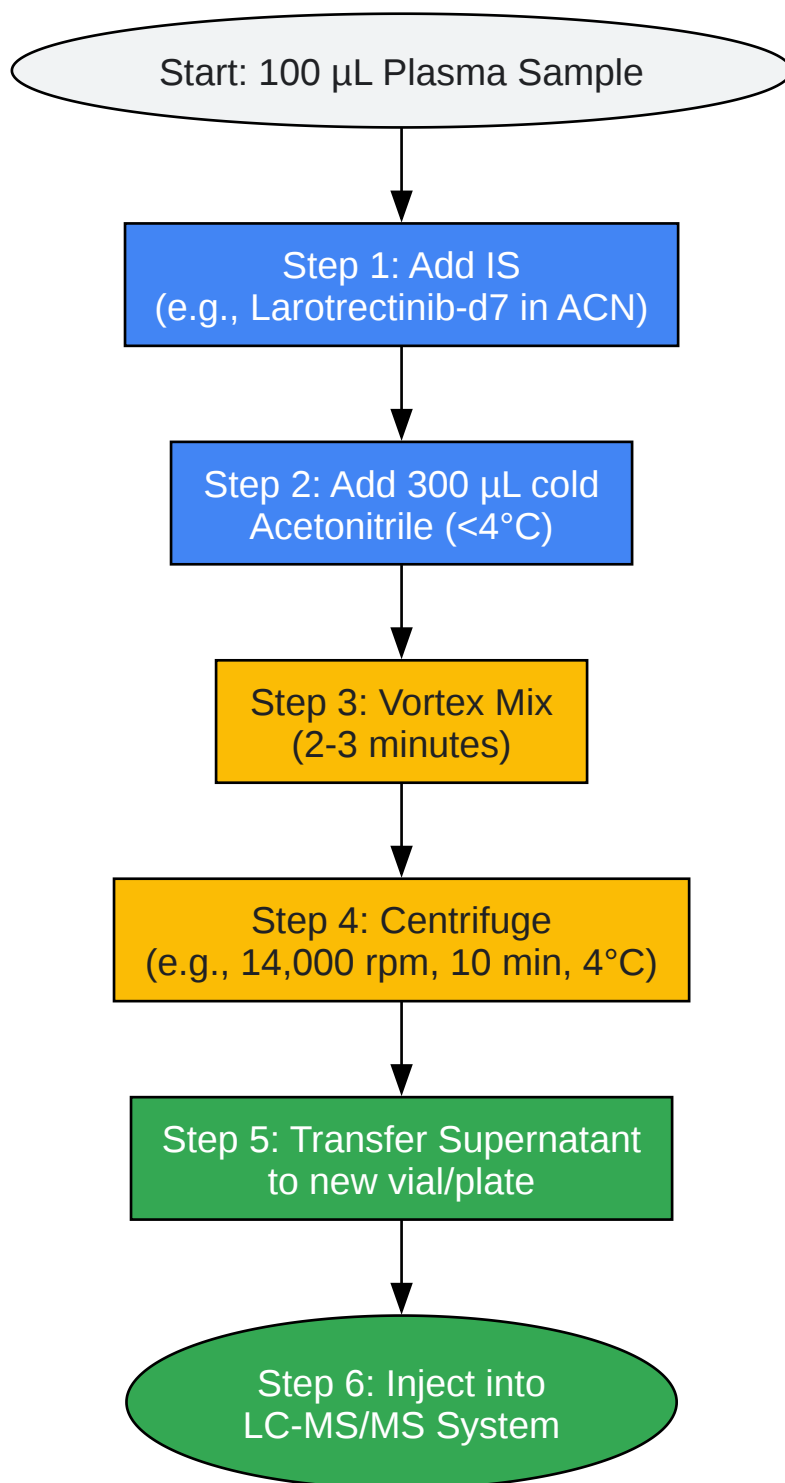 Start: 100 µL Plasma Sample
Step 1: Add IS
(e.g., Larotrectinib-d7 in ACN)
Step 2: Add 300 µL cold
Acetonitrile (<4°C)
Step 3: Vortex Mix
(2-3 minutes)
Step 4: Centrifuge
(e.g., 14,000 rpm, 10 min, 4°C)
Step 5: Transfer Supernatant
to new vial/plate
Step 6: Inject into
LC-MS/MS System